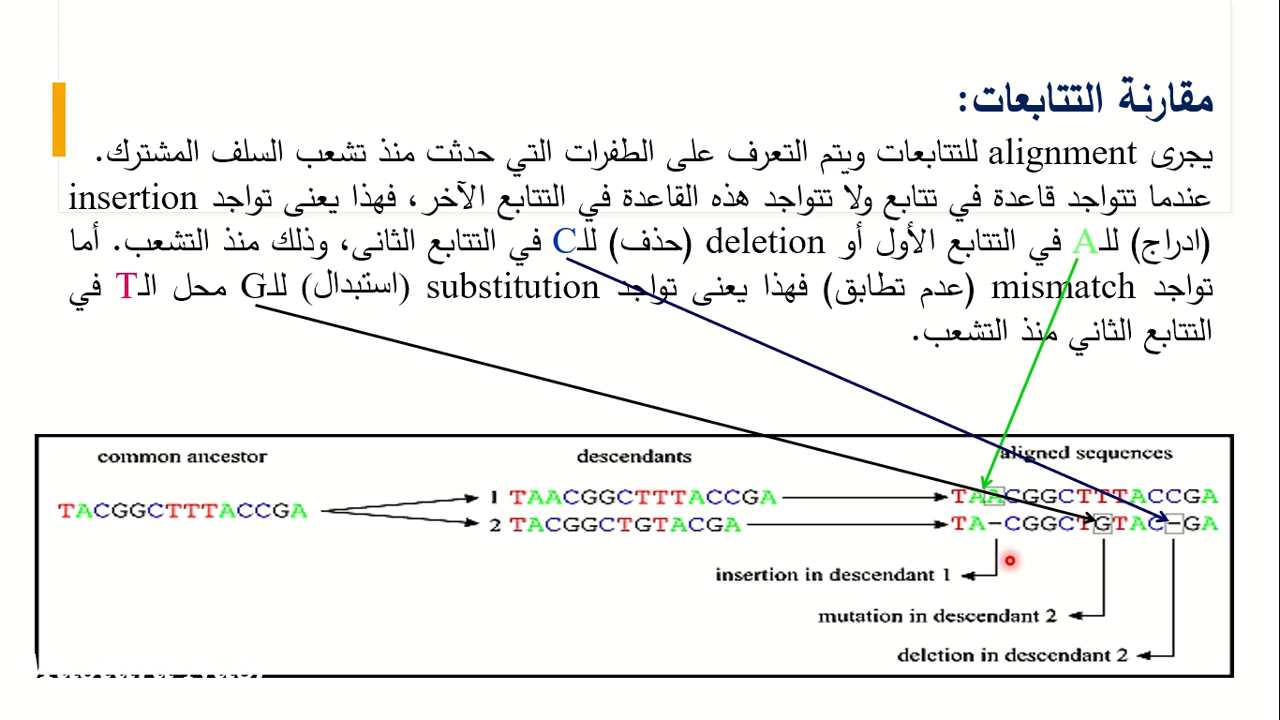 مقارنة التتابعات:
يجرى alignment للتتابعات ويتم التعرف على الطفرات التي حدثت منذ تشعب السلف المشترك.
عندما تتواجد قاعدة في تتابع ولا تتواجد هذه القاعدة في التتابع الآخر، فهذا يعنى تواجد insertion
(ادراج) للـA في التتابع الأول أو deletion (حذف) للـC في التتابع الثانى، وذلك منذ التشعب. أما
تواجد mismatch (عدم تطابق) فهذا يعنى تواجد substitution (استبدال) للـG محل الـT في
التتابع الثاني منذ التشعب.
common ancestor descendants aligned sequences
1 TAACGGCTTTACCGA TAACGGCTTTACCGA
TACGGCTTTACCGA
2 TACGGCTGTACGA TA-CGGCTGTAC-GA
insertion in descendant 1
mutation in descendant 2
deletion in descendant 2